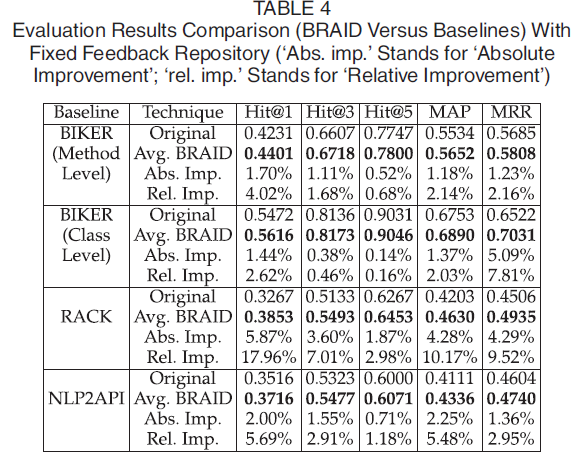 TABLE 4
Evaluation Results Comparison (BRAID Versus Baselines) With
Fixed Feedback Repository (‘Abs. imp.’ Stands for ‘Absolute
Improvement’; ‘rel. imp.’ Stands for ‘Relative Improvement’)
Baseline Technique Hit@1 Hit@3 Hit@5 MAP MRR
BIKER Original 0.4231 0.6607 0.7747 0.5534 0.5685
(Method Avg. BRAID 0.4401 0.6718 0.7800 0.5652 0.5808
Level) Abs. Imp. 1.70% 1.11% 0.52% 1.18% 1.23%
Rel. Imp. 4.02% 1.68% 0.68% 2.14% 2.16%
BIKER Original 0.5472 0.8136 0.9031 0.6753 0.6522
(Class Avg. BRAID 0.5616 0.8173 0.9046 0.6890 0.7031
Level) Abs. Imp. 1.44% 0.38% 0.14% 1.37% 5.09%
Rel. Imp. 2.62% 0.46% 0.16% 2.03% 7.81%
Original 0.3267 0.5133 0.6267 0.4203 0.4506
RACK Avg. BRAID 0.3853 0.5493 0.6453 0.4630 0.4935
Abs. Imp. 5.87% 3.60% 1.87% 4.28% 4.29%
Rel. Imp. 17.96% 7.01% 2.98% 10.17% 9.52%
Original 0.3516 0.5323 0.6000 0.4111 0.4604
NLP2API Avg. BRAID 0.3716 0.5477 0.6071 0.4336 0.4740
Abs. Imp. 2.00% 1.55% 0.71% 2.25% 1.36%
Rel. Imp. 5.69% 2.91% 1.18% 5.48% 2.95%